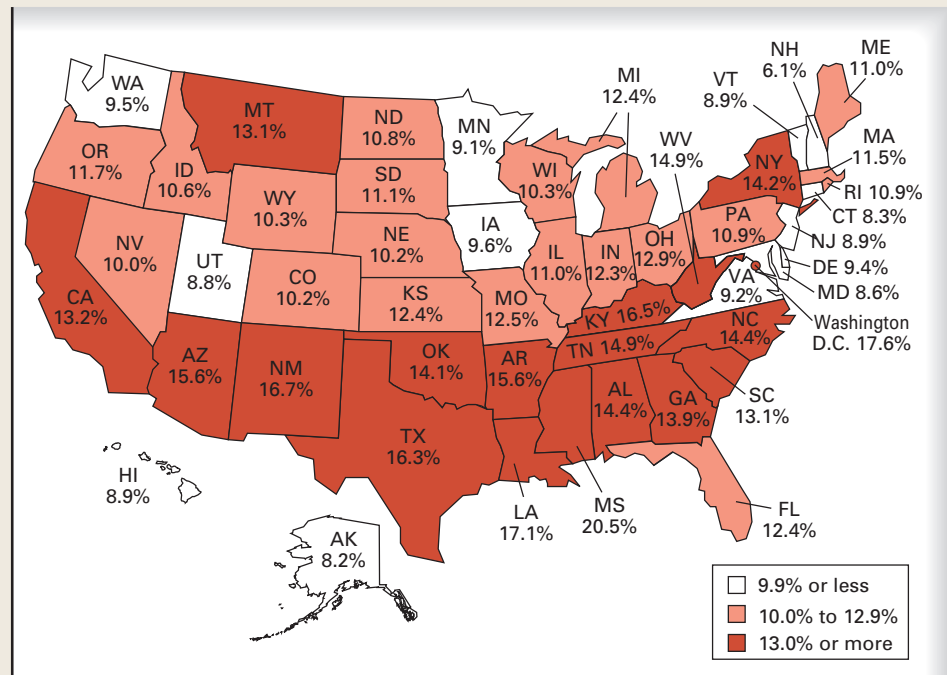 WA
9.5%
MT
13.1%
ND
10.8%
MN
9.1%
MI
12.4%
VT
8.9%
NH
6.1%
ME
11.0%
OR
11.7%
ID
10.6%
WY
10.3%
SD
11.1%
WI
10.3%
WV
14.9%
NY
14.2%
MA
11.5%
RI 10.9%
CT 8.3%
NJ 8.9%
DE 9.4%
MD 8.6%
Washington
D.C. 17.6%
NV
10.0%
UT
8.8%
CO
10.2%
NE
10.2%
IA
9.6%
IL
11.0%
IN
12.3%
OH
12.9%
PA
10.9%
VA
9.2%
CA
13.2%
KS
12.4%
MO
12.5%
KY 16.5%
NC
14.4%
TN 14.9%
AZ
15.6%
NM
16.7%
OK
14.1%
AR
15.6%
AL
14.4%
GA
13.9%
SC
13.1%
TX
16.3%
LA
17.1%
MS
20.5%
FL
12.4%
HI
8.9%
AK
8.2%
9.9% or less
10.0% to 12.9%
13.0% or more